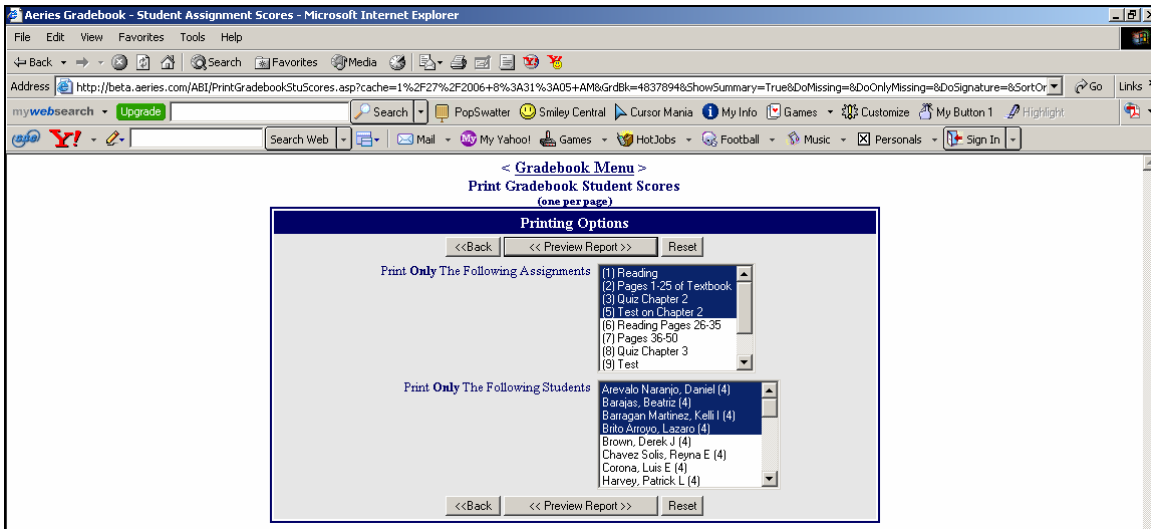 Aeries Gradebook - Student Assignment Scores - Microsoft Internet Explorer
File Edit View Favorites Tools Help
Back Search Favorites Media
Address http://beta.aeries.com/ABI/PrintGradebookStuScores.asp?cache=1%2F27%2F2006+8%3A31%3A05+AM&GrdBk=4837894&ShowSummary=True&DoMissing=&DoOnlyMissing=&DoSignature=&SortOr Go Links
mywebsearch Upgrade Search PopSwatter Smiley Central Cursor Mania My Info Games Customize My Button 1 Highlight
Y! Search Web Mail My Yahoo! Games HotJobs Football Music Personals Sign In
< Gradebook Menu >
Print Gradebook Student Scores
(one per page)
Printing Options
<<Back << Preview Report >> Reset
Print Only The Following Assignments
(1) Reading
(2) Pages 1-25 of Textbook
(3) Quiz Chapter 2
(5) Test on Chapter 2
(6) Reading Pages 26-35
(7) Pages 36-50
(8) Quiz Chapter 3
(9) Test
Print Only The Following Students
Arevalo Naranjo, Daniel (4)
Barajas, Beatriz (4)
Barragan Martinez, Kelli I (4)
Brito Arroyo, Lazaro (4)
Brown, Derek J (4)
Chavez Solis, Reyna E (4)
Corona, Luis E (4)
Harvey, Patrick L (4)
<<Back << Preview Report >> Reset